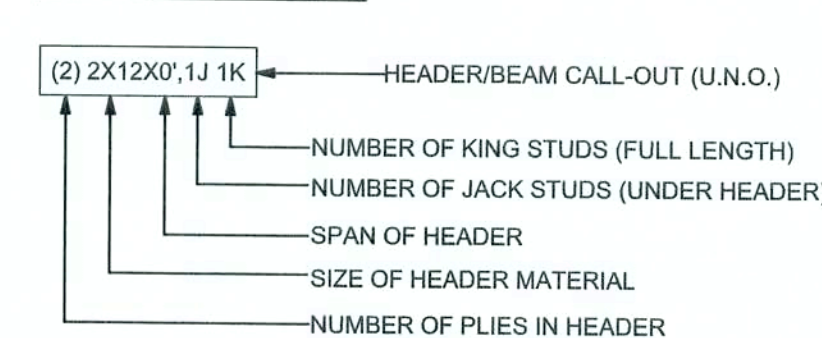 (2) 2X12X0',1J 1K
HEADER/BEAM CALL-OUT (U.N.O.)
NUMBER OF KING STUDS (FULL LENGTH)
NUMBER OF JACK STUDS (UNDER HEADER)
SPAN OF HEADER
SIZE OF HEADER MATERIAL
NUMBER OF PLIES IN HEADER